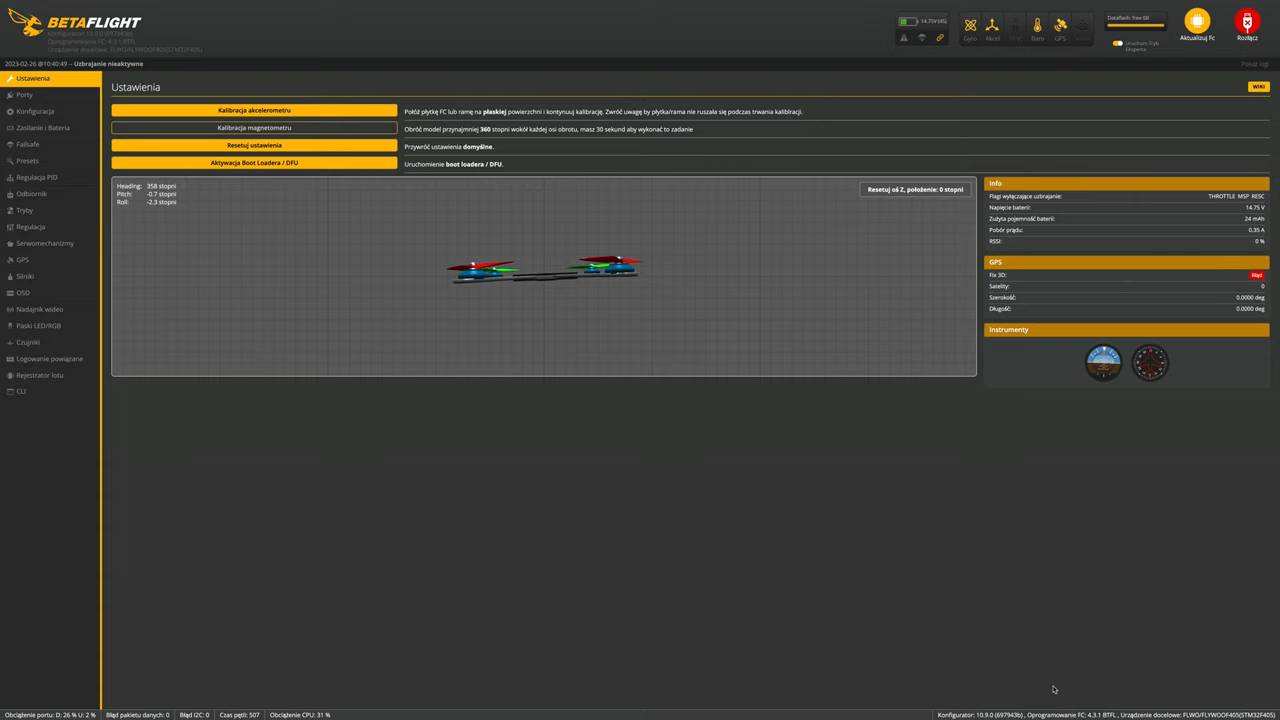 BETAFLIGHT
Konfigurator: 10.9.0 (697943b)
Oprogramowanie FC: 4.3.1 BTFL
Urządzenie docelowe: FLWO/FLYWOOF405(STM32F405)
14.75V (4S)
Gyro
Akcel
Baro
GPS
Dataflash: free 0B
Uruchom Tryb
Eksperta
Aktualizuj Fc
Rozłącz
2023-02-26 @10:40:49 -- Uzbrajanie nieaktywne
Pokaż logi
Ustawienia
Porty
Konfiguracja
Zasilanie i Bateria
Failsafe
Presets
Regulacja PID
Odbiornik
Tryby
Regulacja
Serwomechanizmy
GPS
Silniki
OSD
Nadajnik wideo
Paski LED/RGB
Czujniki
Logowanie powiązane
Rejestrator lotu
CLI
Ustawienia
WIKI
Kalibracja akcelerometru
Położ płytkę FC lub ramę na płaskiej powierzchni i kontynuuj kalibrację. Zwróć uwagę by płytka/rama nie ruszała się podczas trwania kalibracji.
Kalibracja magnetometru
Obróć model przynajmniej 360 stopni wokół każdej osi obrotu, masz 30 sekund aby wykonać to zadanie
Resetuj ustawienia
Przywróć ustawienia domyślne.
Aktywacja Boot Loadera / DFU
Uruchomienie boot loadera / DFU.
Heading: 358 stopni
Pitch: -0.7 stopni
Roll: -2.3 stopni
Resetuj oś Z, położenie: 0 stopni
Info
Flagi wyłączające uzbrajanie: THROTTLE MSP RESC
Napięcie baterii: 14.75 V
Zużyta pojemność baterii: 24 mAh
Pobór prądu: 0.35 A
RSSI: 0 %
GPS
Fix 3D: Błąd
Satelity: 0
Szerokość: 0.0000 deg
Długość: 0.0000 deg
Instrumenty
Obciążenie portu: D: 26 % U: 2 %
Błąd pakietu danych: 0
Błąd I2C: 0
Czas pętli: 507
Obciążenie CPU: 31 %
Konfigurator: 10.9.0 (697943b) , Oprogramowanie FC: 4.3.1 BTFL , Urządzenie docelowe: FLWO/FLYWOOF405(STM32F405)